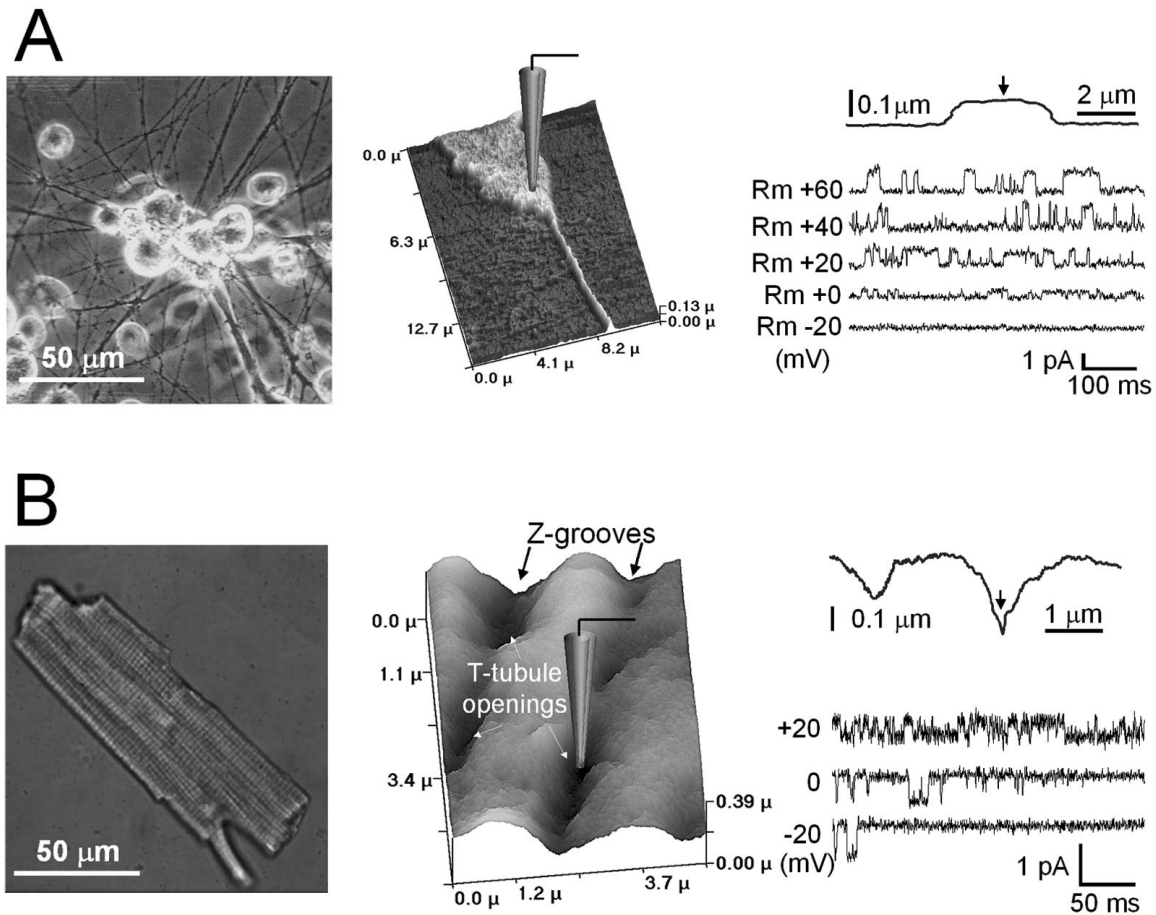 A
50 μm
0.0 μ
6.3 μ
12.7 μ
0.0 μ
4.1 μ
8.2 μ
0.13 μ
0.00 μ
0.1 μm
2 μm
Rm +60
Rm +40
Rm +20
Rm +0
Rm -20
(mV)
1 pA
100 ms
B
50 μm
Z-grooves
T-tubule
openings
0.0 μ
1.1 μ
3.4 μ
0.0 μ
1.2 μ
3.7 μ
0.39 μ
0.00 μ
0.1 μm
1 μm
+20
0
-20
(mV)
1 pA
50 ms